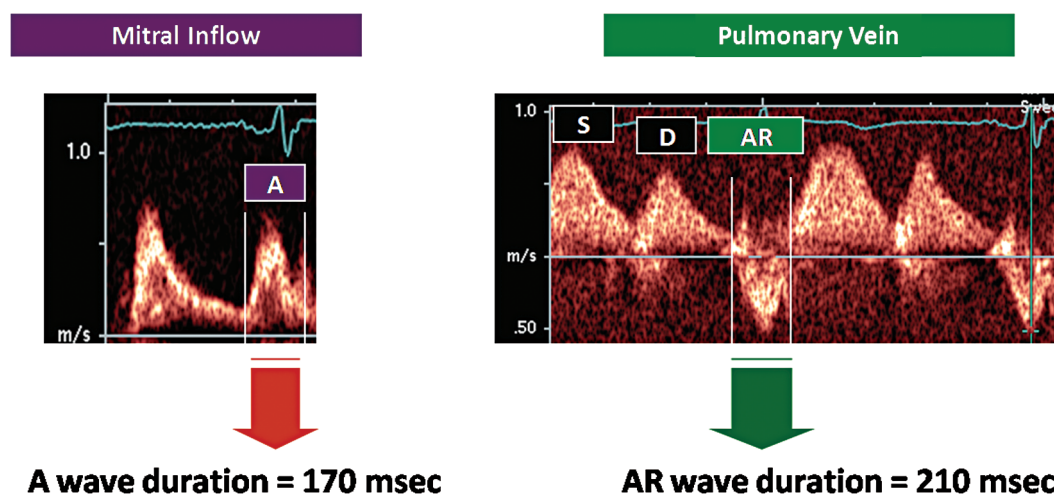 Mitral Inflow
Pulmonary Vein
1.0
A
m/s
1.0
S
D
AR
m/s
.50
A wave duration = 170 msec
AR wave duration = 210 msec